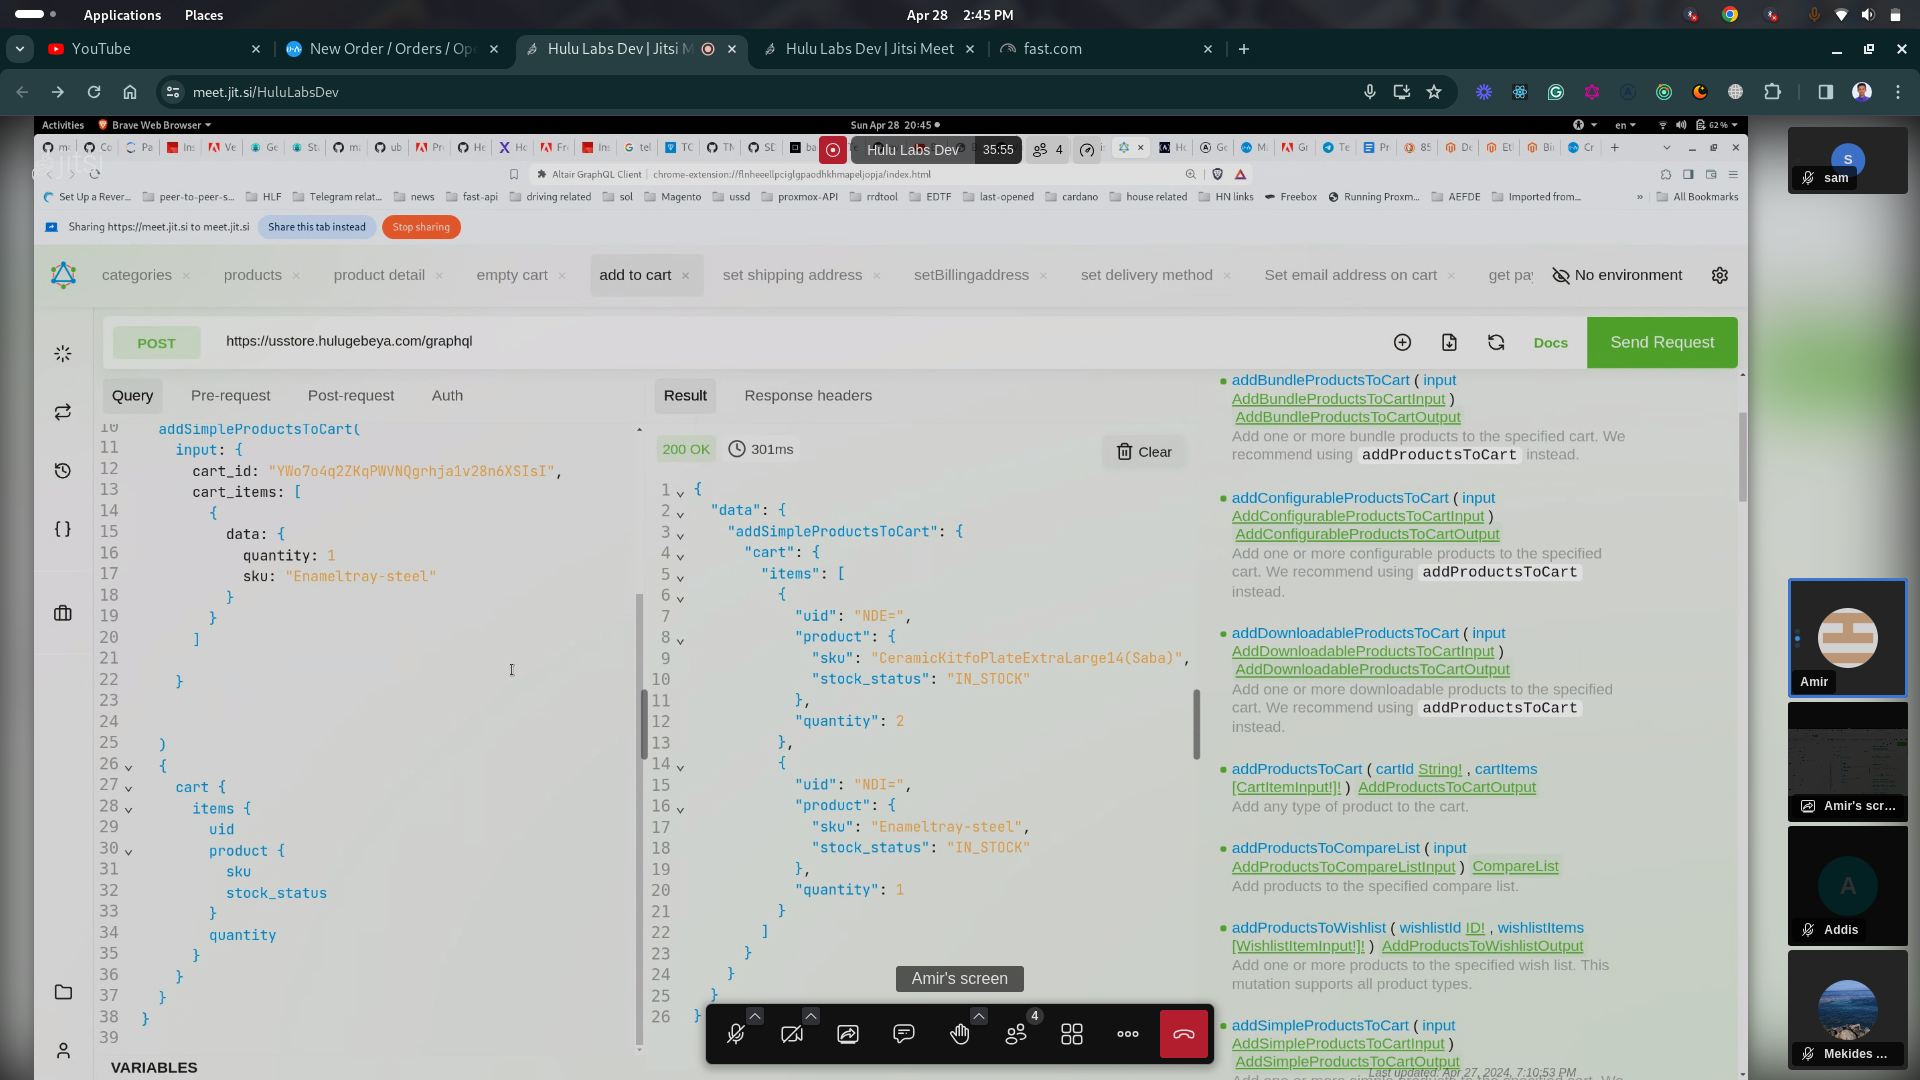 Applications Places
Apr 28 2:45 PM
YouTube
New Order / Orders / Ope
Hulu Labs Dev | Jitsi M
Hulu Labs Dev | Jitsi Meet
fast.com
meet.jit.si/HuluLabsDev
Activities Brave Web Browser
Sun Apr 28 20:45
en
62 %
Hulu Labs Dev 35:55 4
Altair GraphQL Client chrome-extension://flnheeellpciglgpaodhkhmapeljopja/index.html
Set Up a Rever... peer-to-peer-s... HLF Telegram relat... news fast-api driving related sol Magento ussd proxmox-API rrdtool EDTF last-opened cardano house related HN links Freebox Running Proxm... AEFDE Imported from... » All Bookmarks
Sharing https://meet.jit.si to meet.jit.si Share this tab instead Stop sharing
categories products product detail empty cart add to cart set shipping address setBillingaddress set delivery method Set email address on cart get pay No environment
POST https://usstore.hulugebeya.com/graphql Docs Send Request
Query Pre-request Post-request Auth
10 addSimpleProductsToCart(
11 input: {
12 cart_id: "YWo7o4q2ZKqPWVNQgrhja1v28n6XSIsI",
13 cart_items: [
14 {
15 data: {
16 quantity: 1
17 sku: "Enameltray-steel"
18 }
19 }
20 ]
21
22 }
23
24
25 )
26 {
27 cart {
28 items {
29 uid
30 product {
31 sku
32 stock_status
33 }
34 quantity
35 }
36 }
37 }
38 }
39
VARIABLES
Result Response headers
200 OK 301ms Clear
1 {
2 "data": {
3 "addSimpleProductsToCart": {
4 "cart": {
5 "items": [
6 {
7 "uid": "NDE=",
8 "product": {
9 "sku": "CeramicKitfoPlateExtraLarge14(Saba)",
10 "stock_status": "IN_STOCK"
11 },
12 "quantity": 2
13 },
14 {
15 "uid": "NDI=",
16 "product": {
17 "sku": "Enameltray-steel",
18 "stock_status": "IN_STOCK"
19 },
20 "quantity": 1
21 }
22 ]
23 }
24 }
25 }
26 }
addBundleProductsToCart ( input
AddBundleProductsToCartInput )
AddBundleProductsToCartOutput
Add one or more bundle products to the specified cart. We
recommend using addProductsToCart instead.
addConfigurableProductsToCart ( input
AddConfigurableProductsToCartInput )
AddConfigurableProductsToCartOutput
Add one or more configurable products to the specified
cart. We recommend using addProductsToCart
instead.
addDownloadableProductsToCart ( input
AddDownloadableProductsToCartInput )
AddDownloadableProductsToCartOutput
Add one or more downloadable products to the specified
cart. We recommend using addProductsToCart
instead.
addProductsToCart ( cartId String! , cartItems
[CartItemInput!]! ) AddProductsToCartOutput
Add any type of product to the cart.
addProductsToCompareList ( input
AddProductsToCompareListInput ) CompareList
Add products to the specified compare list.
addProductsToWishlist ( wishlistId ID! , wishlistItems
[WishlistItemInput!]! ) AddProductsToWishlistOutput
Add one or more products to the specified wish list. This
mutation supports all product types.
addSimpleProductsToCart ( input
AddSimpleProductsToCartInput )
AddSimpleProductsToCartOutput
Last updated: Apr 27, 2024, 7:10:53 PM
Amir's screen
4
S
sam
Amir
Amir's scr...
A
Addis
Mekides ...